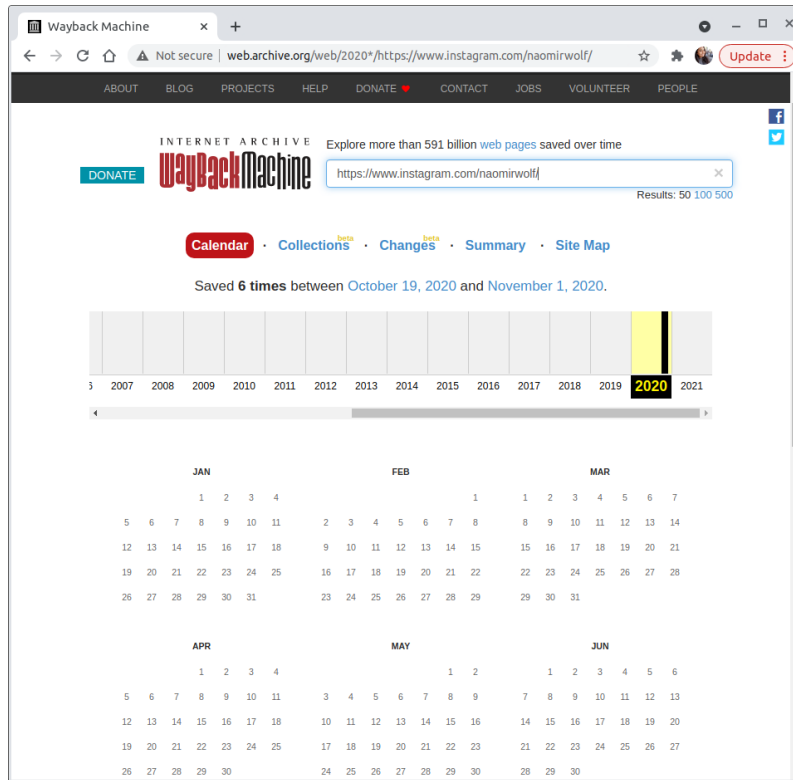 Wayback Machine × +
Not secure | web.archive.org/web/2020*/https://www.instagram.com/naomirwolf/ Update
ABOUT BLOG PROJECTS HELP DONATE CONTACT JOBS VOLUNTEER PEOPLE
INTERNET ARCHIVE
WayBackMachine
DONATE
Explore more than 591 billion web pages saved over time
https://www.instagram.com/naomirwolf/ ×
Results: 50 100 500
Calendar · Collections beta · Changes beta · Summary · Site Map
Saved 6 times between October 19, 2020 and November 1, 2020.
6 2007 2008 2009 2010 2011 2012 2013 2014 2015 2016 2017 2018 2019 2020 2021
JAN FEB MAR
1 2 3 4 1 1 2 3 4 5 6 7
5 6 7 8 9 10 11 2 3 4 5 6 7 8 8 9 10 11 12 13 14
12 13 14 15 16 17 18 9 10 11 12 13 14 15 15 16 17 18 19 20 21
19 20 21 22 23 24 25 16 17 18 19 20 21 22 22 23 24 25 26 27 28
26 27 28 29 30 31 23 24 25 26 27 28 29 29 30 31
APR MAY JUN
1 2 3 4 1 2 1 2 3 4 5 6
5 6 7 8 9 10 11 3 4 5 6 7 8 9 7 8 9 10 11 12 13
12 13 14 15 16 17 18 10 11 12 13 14 15 16 14 15 16 17 18 19 20
19 20 21 22 23 24 25 17 18 19 20 21 22 23 21 22 23 24 25 26 27
26 27 28 29 30 24 25 26 27 28 29 30 28 29 30